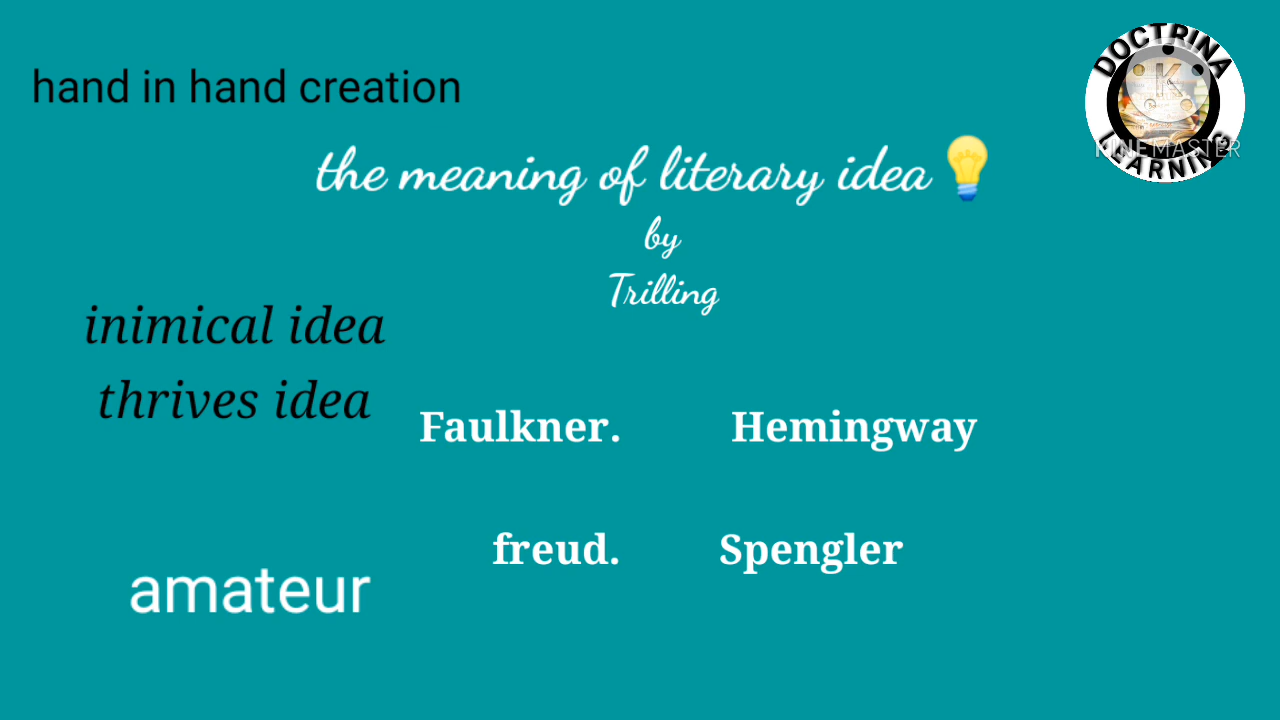 DOCTRINA
K
LEARNING
KINEMASTER
hand in hand creation
the meaning of literary idea
by
Trilling
inimical idea
thrives idea
Faulkner. Hemingway
freud. Spengler
amateur